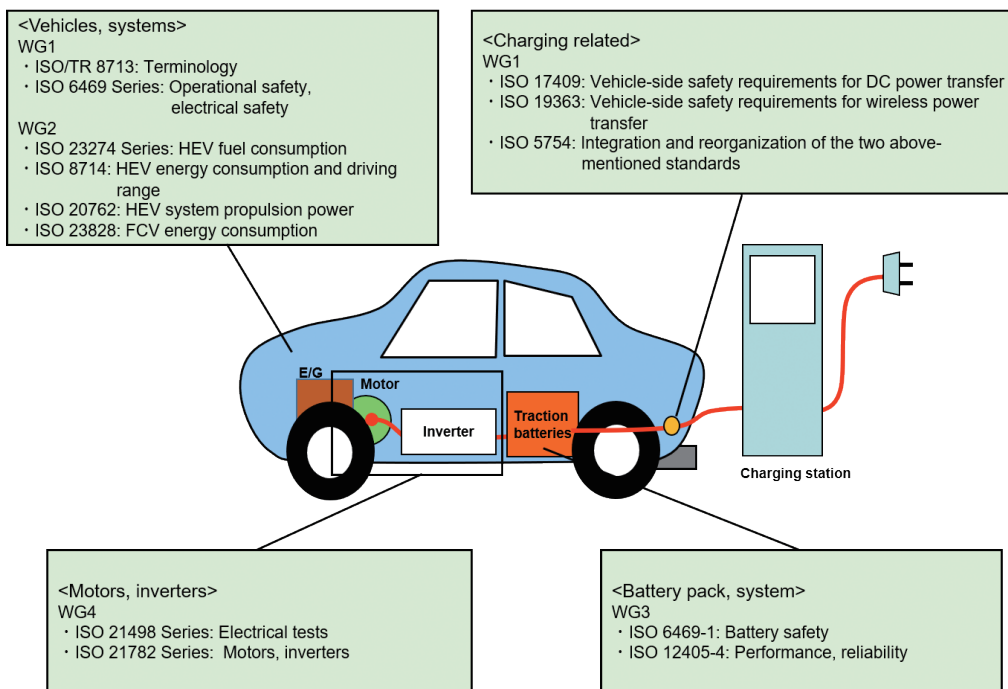 <Vehicles, systems>
WG1
・ISO/TR 8713: Terminology
・ISO 6469 Series: Operational safety,
electrical safety
WG2
・ISO 23274 Series: HEV fuel consumption
・ISO 8714: HEV energy consumption and driving
range
・ISO 20762: HEV system propulsion power
・ISO 23828: FCV energy consumption
<Charging related>
WG1
・ISO 17409: Vehicle-side safety requirements for DC power transfer
・ISO 19363: Vehicle-side safety requirements for wireless power
transfer
・ISO 5754: Integration and reorganization of the two above-
mentioned standards
E/G
Motor
Inverter
Traction
batteries
Charging station
<Motors, inverters>
WG4
・ISO 21498 Series: Electrical tests
・ISO 21782 Series:  Motors, inverters
<Battery pack, system>
WG3
・ISO 6469-1: Battery safety
・ISO 12405-4: Performance, reliability